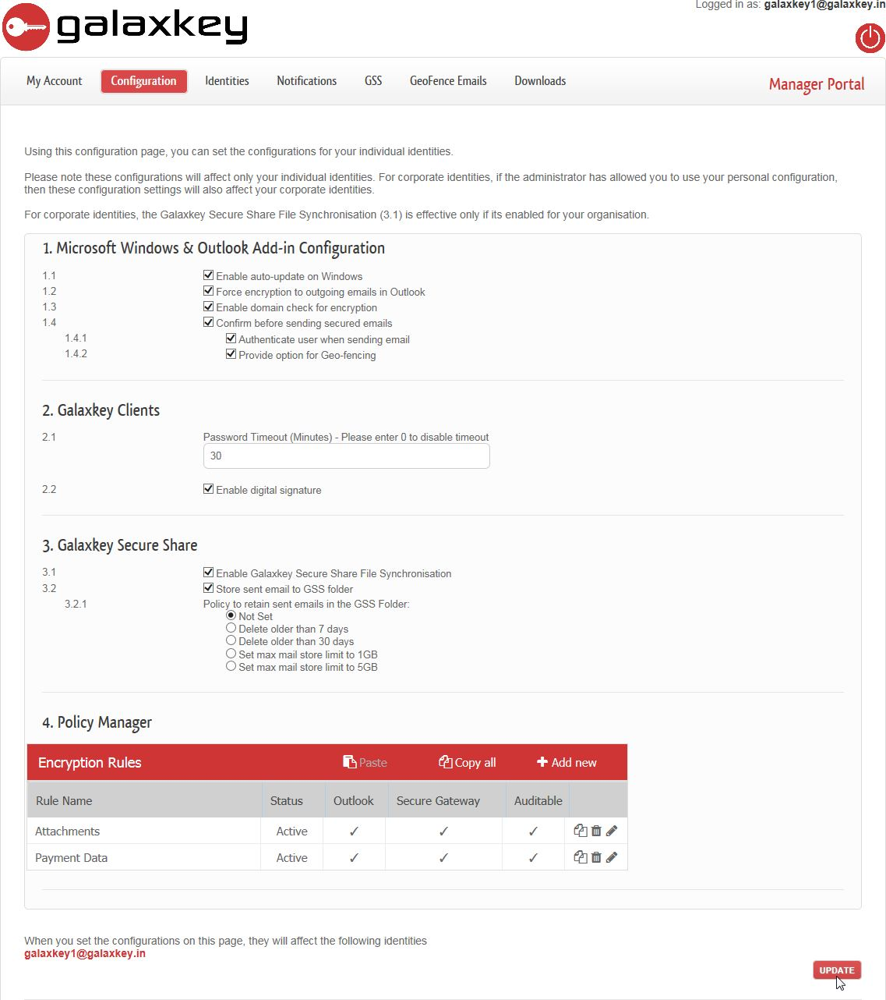 Logged in as: galaxkey1@galaxkey.in
galaxkey
My Account Configuration Identities Notifications GSS GeoFence Emails Downloads Manager Portal
Using this configuration page, you can set the configurations for your individual identities.
Please note these configurations will affect only your individual identities. For corporate identities, if the administrator has allowed you to use your personal configuration,
then these configuration settings will also affect your corporate identities.
For corporate identities, the Galaxkey Secure Share File Synchronisation (3.1) is effective only if its enabled for your organisation.
1. Microsoft Windows & Outlook Add-in Configuration
1.1 Enable auto-update on Windows
1.2 Force encryption to outgoing emails in Outlook
1.3 Enable domain check for encryption
1.4 Confirm before sending secured emails
1.4.1 Authenticate user when sending email
1.4.2 Provide option for Geo-fencing
2. Galaxkey Clients
2.1 Password Timeout (Minutes) - Please enter 0 to disable timeout
30
2.2 Enable digital signature
3. Galaxkey Secure Share
3.1 Enable Galaxkey Secure Share File Synchronisation
3.2 Store sent email to GSS folder
3.2.1 Policy to retain sent emails in the GSS Folder:
Not Set
Delete older than 7 days
Delete older than 30 days
Set max mail store limit to 1GB
Set max mail store limit to 5GB
4. Policy Manager
Encryption Rules Paste Copy all Add new
Rule Name Status Outlook Secure Gateway Auditable
Attachments Active ✓ ✓ ✓
Payment Data Active ✓ ✓ ✓
When you set the configurations on this page, they will affect the following identities
galaxkey1@galaxkey.in
UPDATE